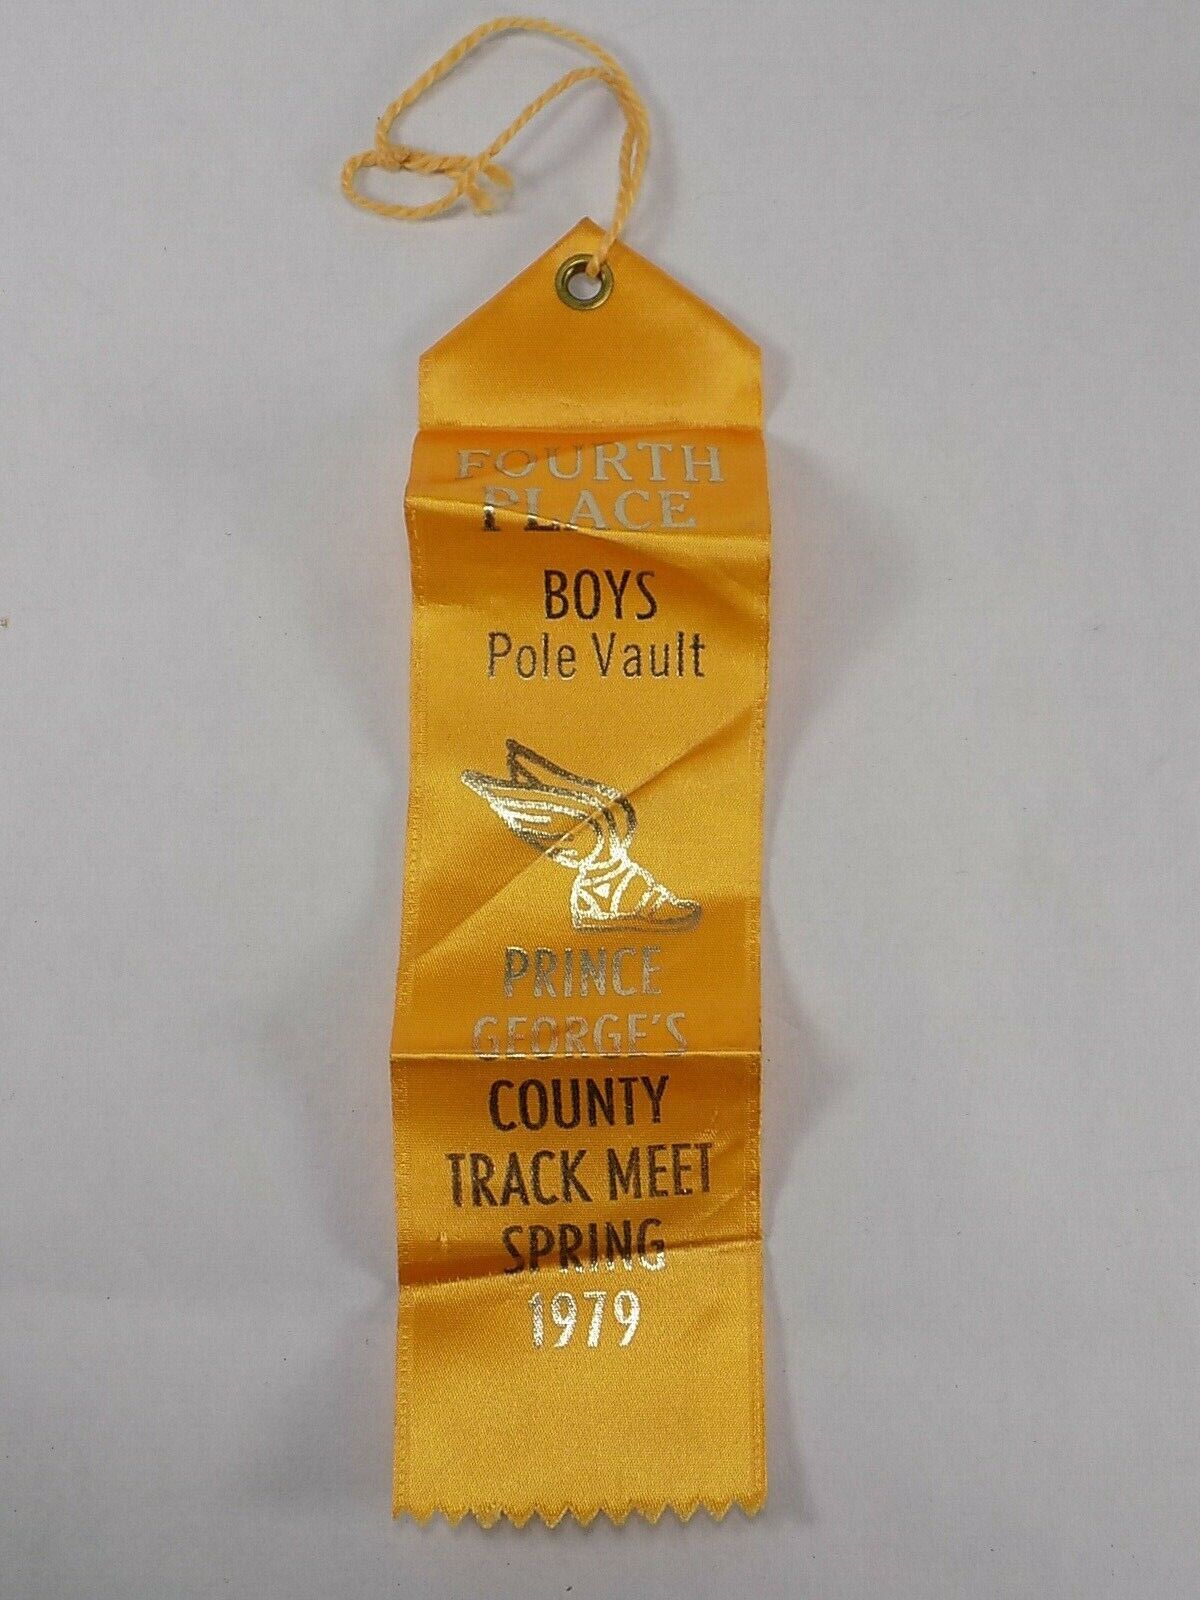 FOURTH
PLACE
BOYS
Pole Vault
PRINCE
GEORGE'S
COUNTY
TRACK MEET
SPRING
1979